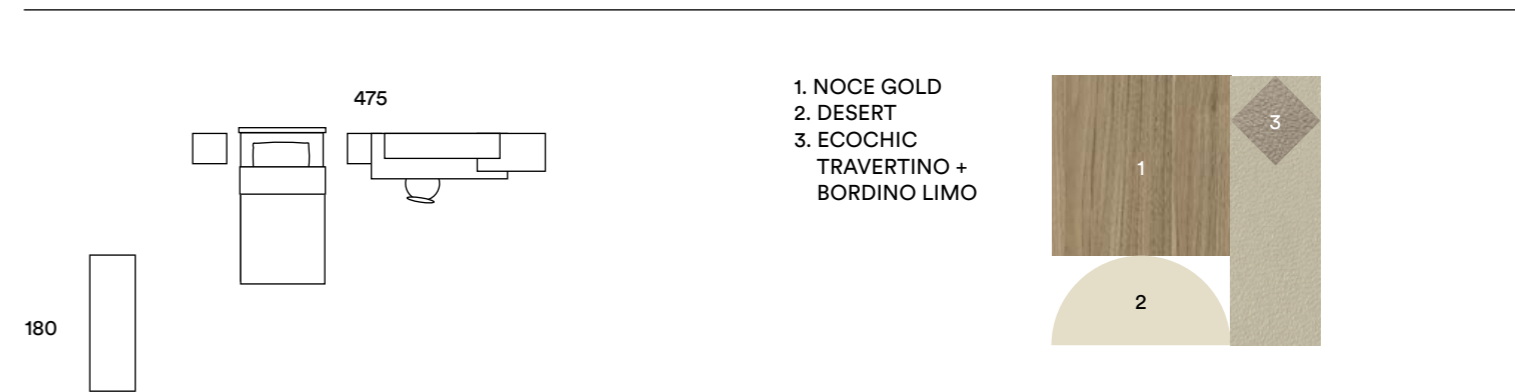 475
180
1. NOCE GOLD
2. DESERT
3. ECOCHIC
TRAVERTINO +
BORDINO LIMO
1
2
3